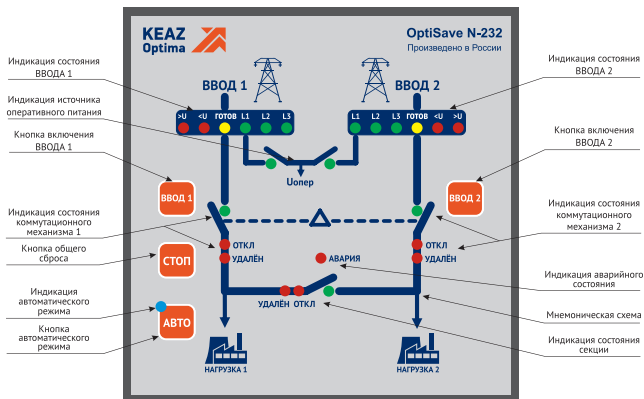 KEAZ
Optima
OptiSave N-232
Произведено в России
Индикация состояния
ВВОДА 1
Индикация источника
оперативного питания
Кнопка включения
ВВОДА 1
Индикация состояния
коммутационного
механизма 1
Кнопка общего
сброса
Индикация
автоматического
режима
Кнопка
автоматического
режима
ВВОД 1
ВВОД 2
>U <U ГОТОВ L1 L2 L3
L1 L2 L3 ГОТОВ <U >U
Uопер
ВВОД 1
ВВОД 2
СТОП
АВТО
ОТКЛ
УДАЛЁН
АВАРИЯ
ОТКЛ
УДАЛЁН
УДАЛЁН ОТКЛ
НАГРУЗКА 1
НАГРУЗКА 2
Индикация состояния
ВВОДА 2
Кнопка включения
ВВОДА 2
Индикация состояния
коммутационного
механизма 2
Индикация аварийного
состояния
Мнемоническая схема
Индикация состояния
секции